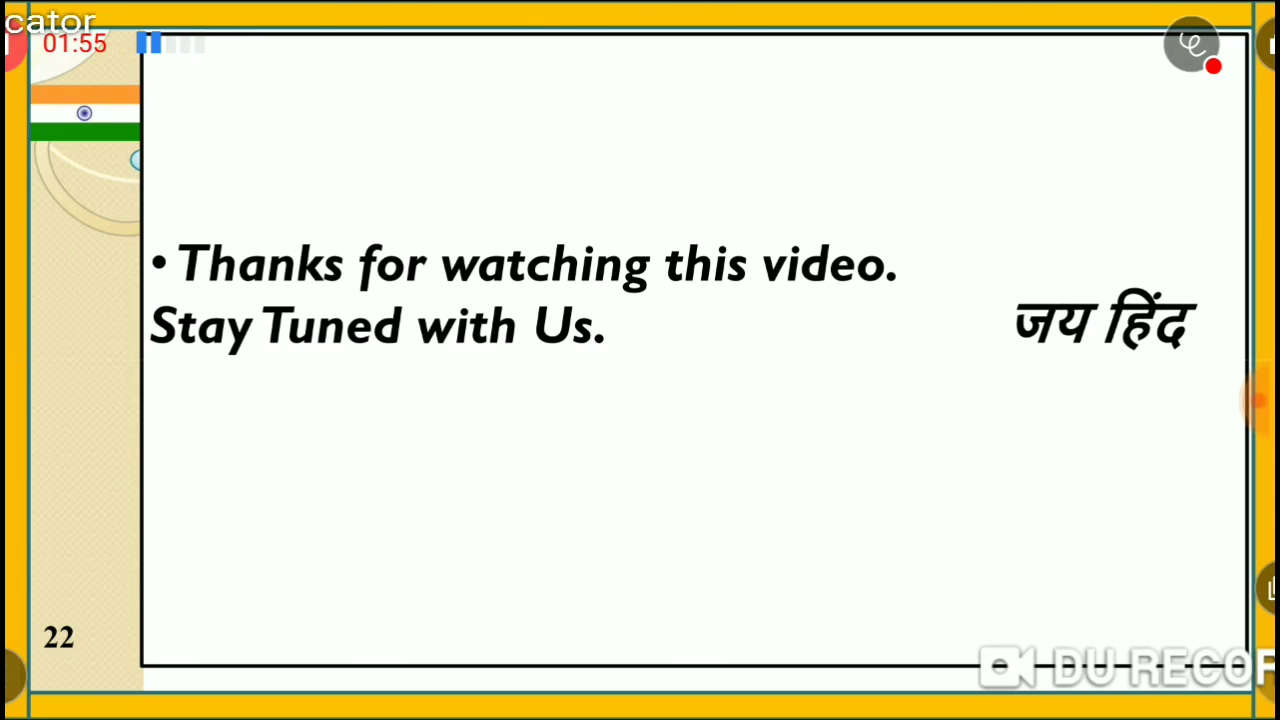 cator
01:55
• Thanks for watching this video.
Stay Tuned with Us.
जय हिंद
22
DU RECOR